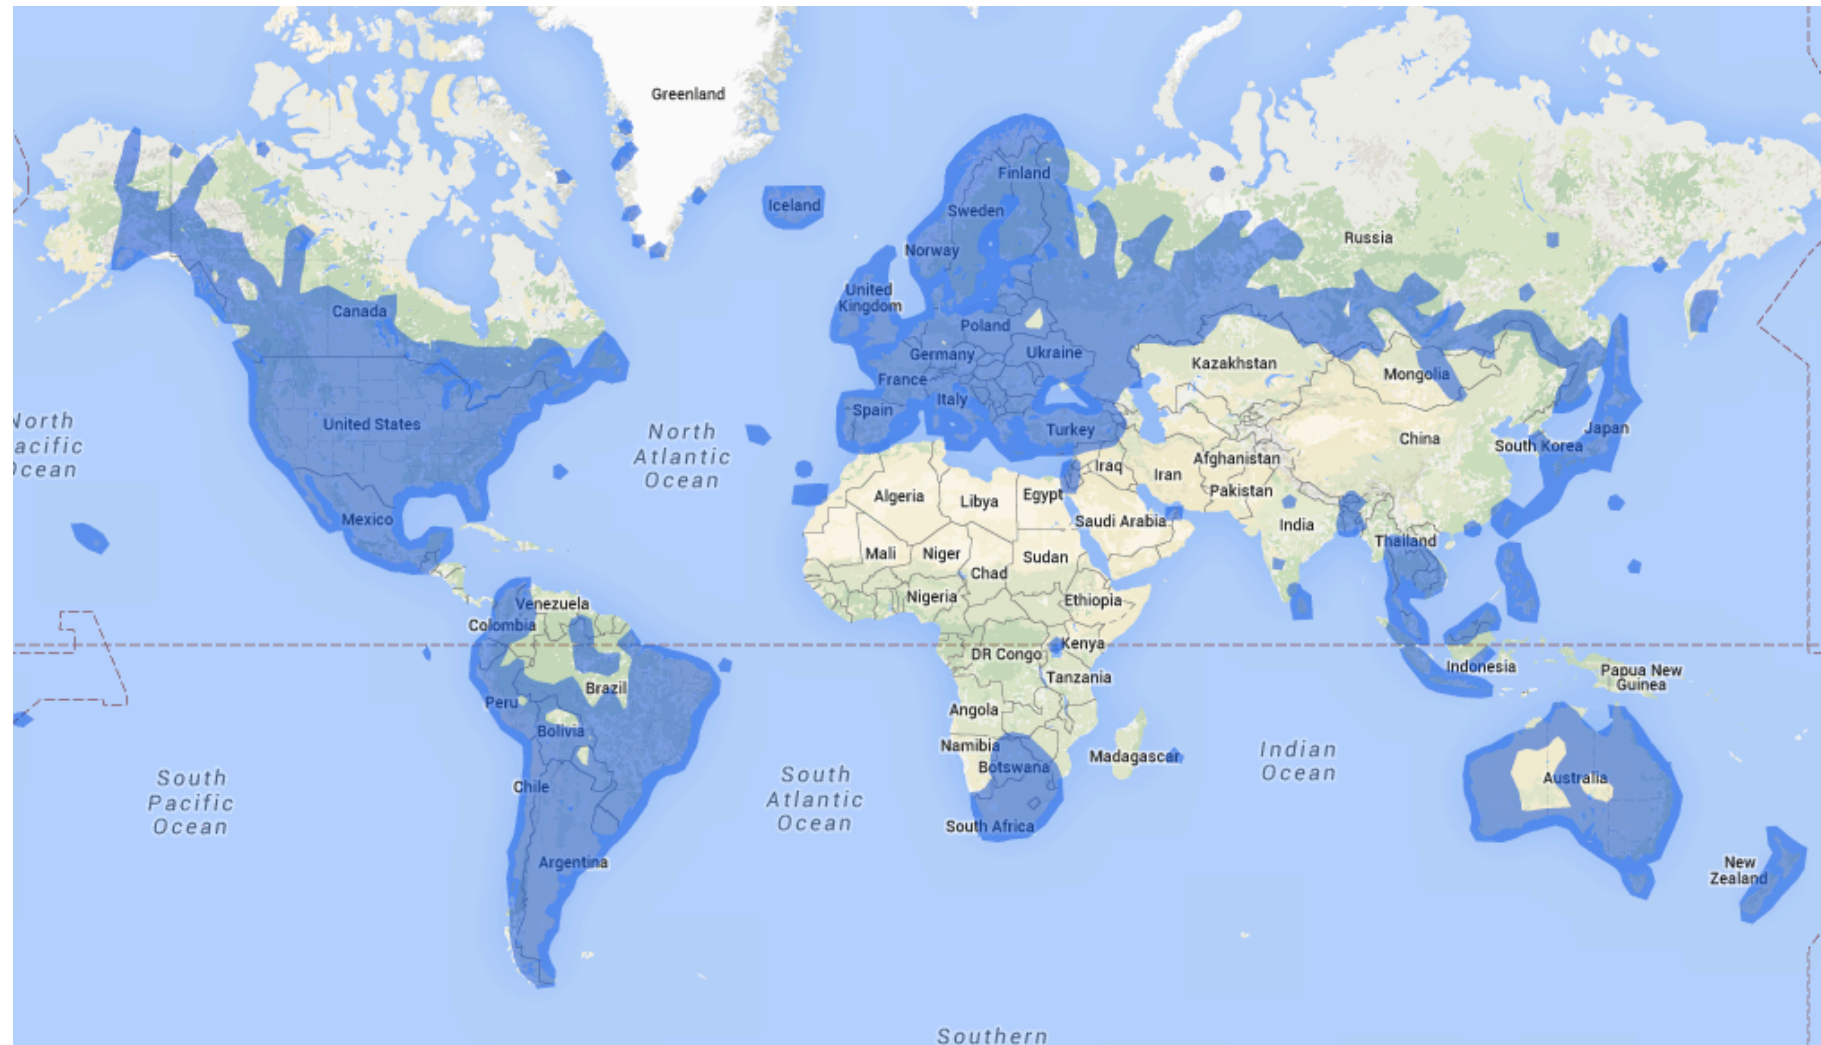 Greenland
Iceland
Finland
Sweden
Norway
Russia
United
Kingdom
Canada
Poland
Germany
Ukraine
France
Italy
Spain
Turkey
Kazakhstan
Mongolia
United States
North
Atlantic
Ocean
North
acific
Ocean
China
South Korea
Japan
Iraq
Iran
Afghanistan
Pakistan
Algeria
Libya
Egypt
Saudi Arabia
India
Thailand
Mexico
Mali
Niger
Chad
Sudan
Nigeria
Ethiopia
Venezuela
Colombia
DR Congo
Kenya
Tanzania
Indonesia
Papua New
Guinea
Brazil
Peru
Bolivia
Angola
Namibia
Botswana
Madagascar
Indian
Ocean
Australia
South
Pacific
Ocean
Chile
South
Atlantic
Ocean
South Africa
Argentina
New
Zealand
Southern